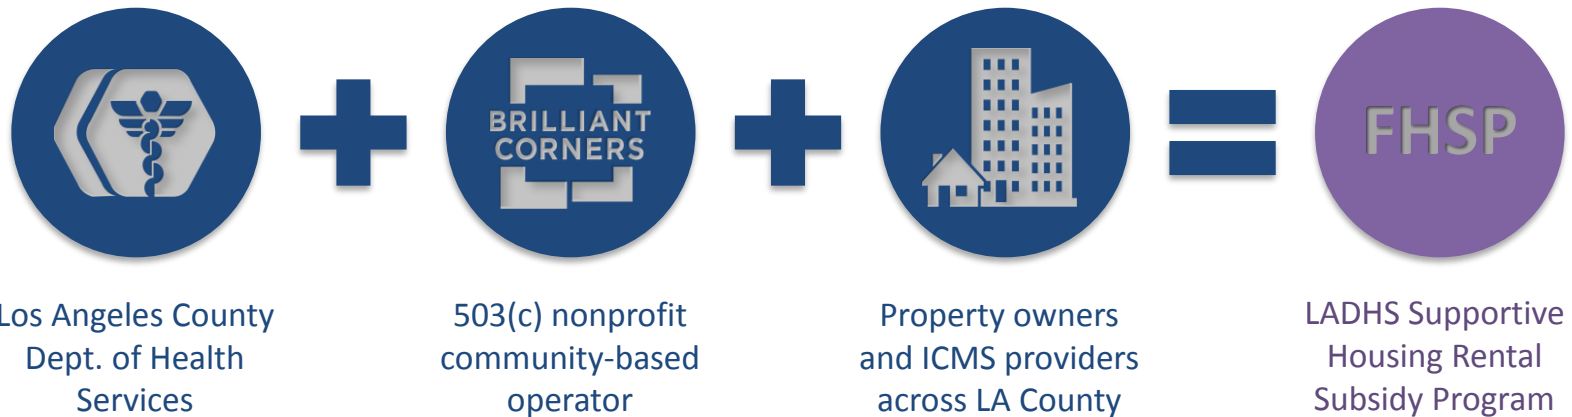 BRILLIANT
CORNERS
FHSP
Los Angeles County
Dept. of Health
Services
503(c) nonprofit
community-based
operator
Property owners
and ICMS providers
across LA County
LADHS Supportive
Housing Rental
Subsidy Program